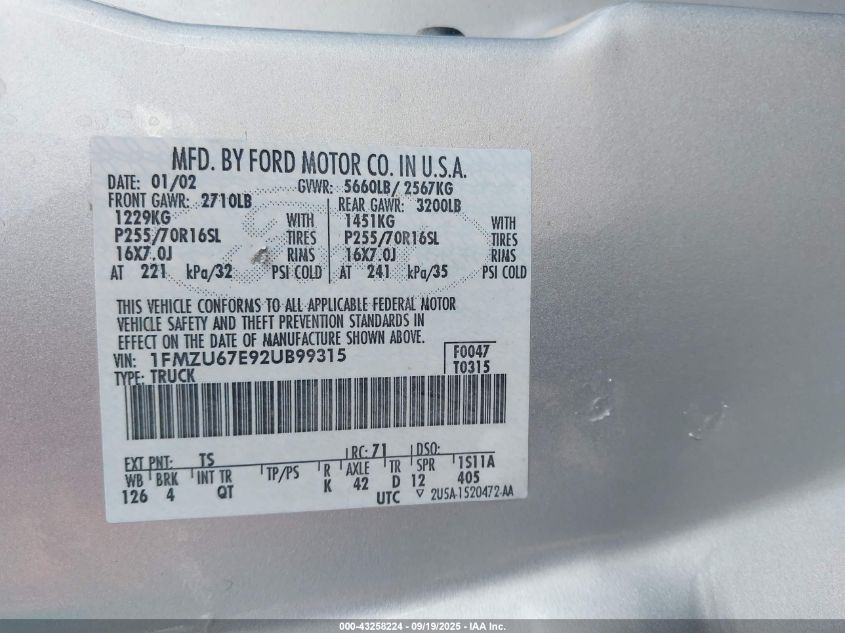 MFD. BY FORD MOTOR CO. IN U.S.A.
DATE: 01/02 GVWR: 5660LB/ 2567KG
FRONT GAWR: 2710LB REAR GAWR: 3200LB
1229KG WITH 1451KG WITH
P255/70R16SL TIRES P255/70R16SL TIRES
16X7.0J RIMS 16X7.0J RIMS
AT 221 kPa/32 PSI COLD AT 241 kPa/35 PSI COLD
THIS VEHICLE CONFORMS TO ALL APPLICABLE FEDERAL MOTOR
VEHICLE SAFETY AND THEFT PREVENTION STANDARDS IN
EFFECT ON THE DATE OF MANUFACTURE SHOWN ABOVE.
VIN: 1FMZU67E92UB99315 F0047
TYPE: TRUCK T0315
EXT PNT: TS RC: 71 DSO:
WB BRK INT TR TP/PS R AXLE TR SPR 1S11A
126 4 QT K 42 D 12 405
UTC ▽ 2U5A-1520472-AA
000-43258224 - 09/19/2025 - IAA Inc.